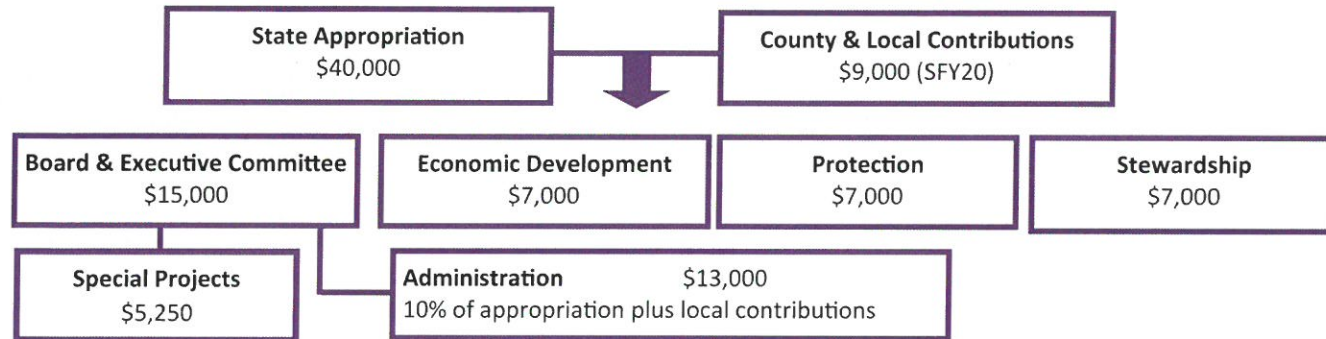 State Appropriation
$40,000
County & Local Contributions
$9,000 (SFY20)
Board & Executive Committee
$15,000
Economic Development
$7,000
Protection
$7,000
Stewardship
$7,000
Special Projects
$5,250
Administration $13,000
10% of appropriation plus local contributions